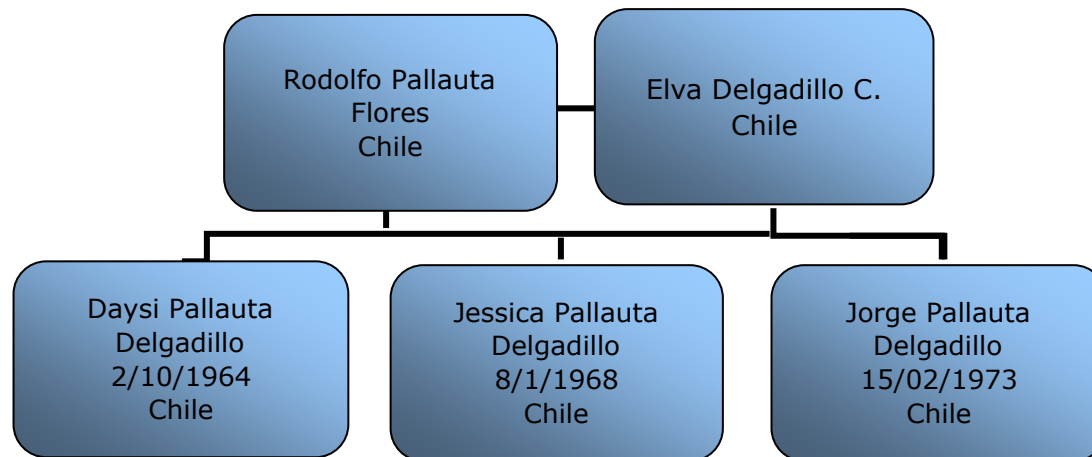 Rodolfo Pallauta
Flores
Chile
Elva Delgadillo C.
Chile
Daysi Pallauta
Delgadillo
2/10/1964
Chile
Jessica Pallauta
Delgadillo
8/1/1968
Chile
Jorge Pallauta
Delgadillo
15/02/1973
Chile